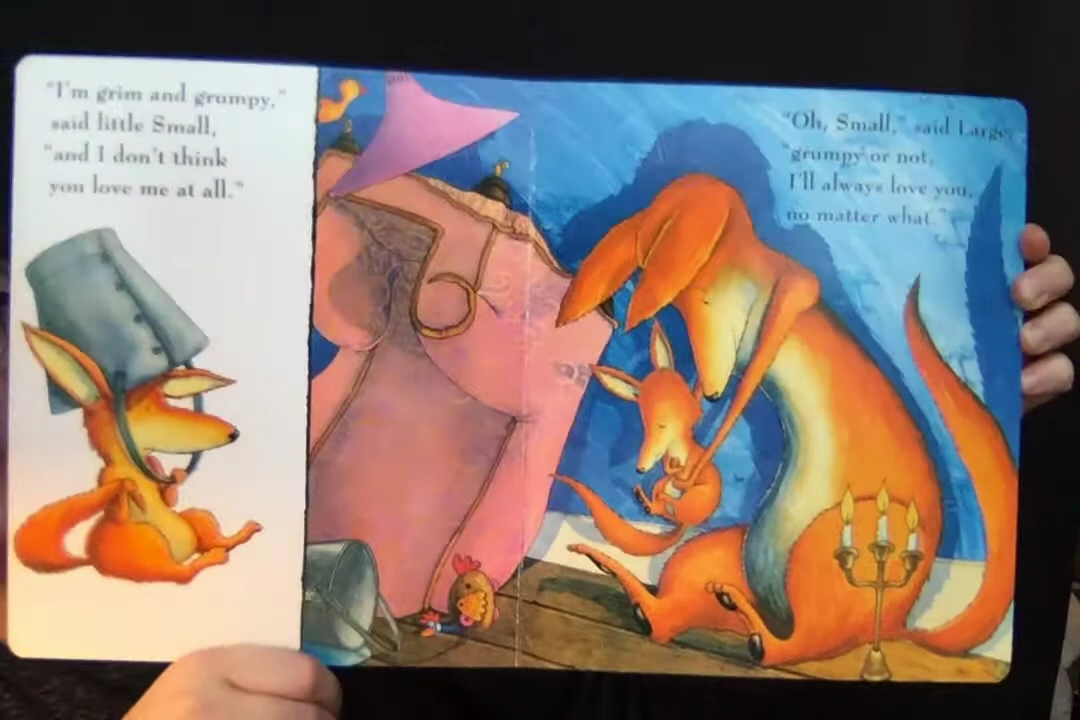 "I'm grim and grumpy,"
said little Small,
"and I don't think
you love me at all."
"Oh, Small," said Large,
"grumpy or not,
I'll always love you,
no matter what."